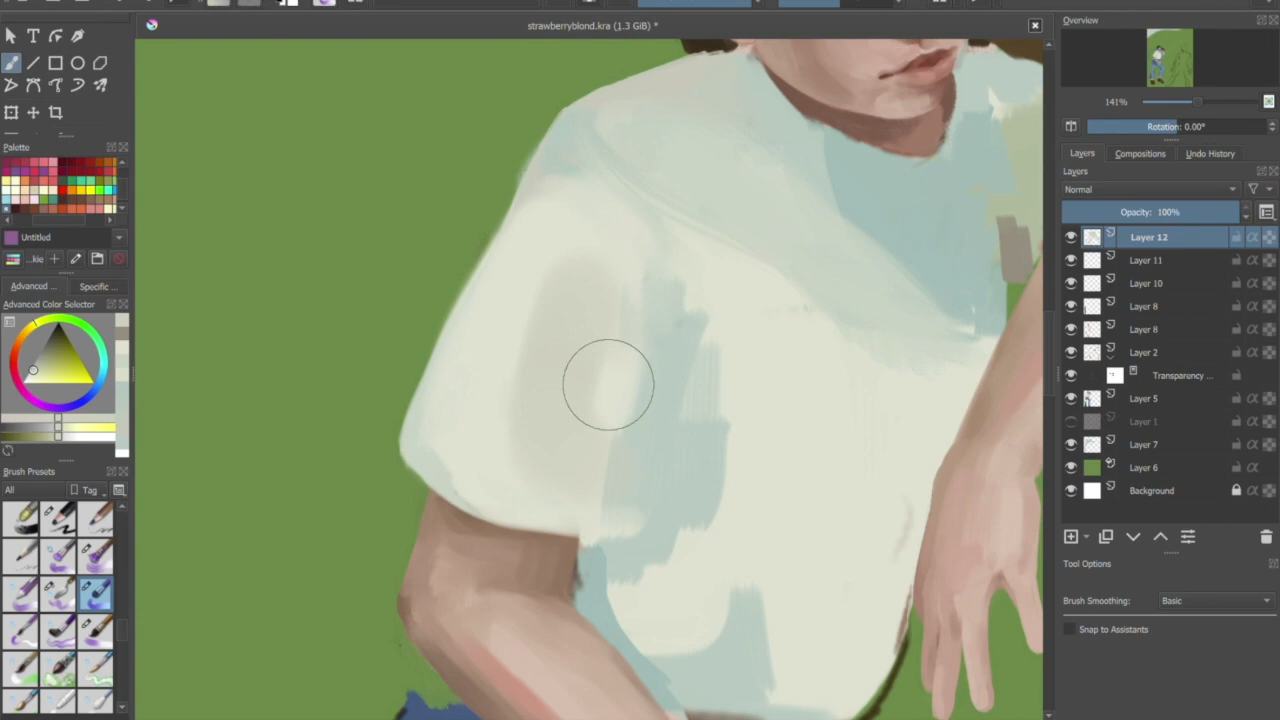 strawberryblond.kra (1.3 GiB) *
Overview
141%
Rotation: 0.00°
Palette
Layers
Compositions
Undo History
Layers
Normal
Opacity: 100%
Untitled
Layer 12
...kie
Layer 11
Advanced ...
Specific ...
Layer 10
Advanced Color Selector
Layer 8
Layer 8
Layer 2
Transparency ...
Layer 5
Layer 1
Layer 7
Layer 6
Brush Presets
All
Tag
Background
Tool Options
Brush Smoothing:
Basic
Snap to Assistants